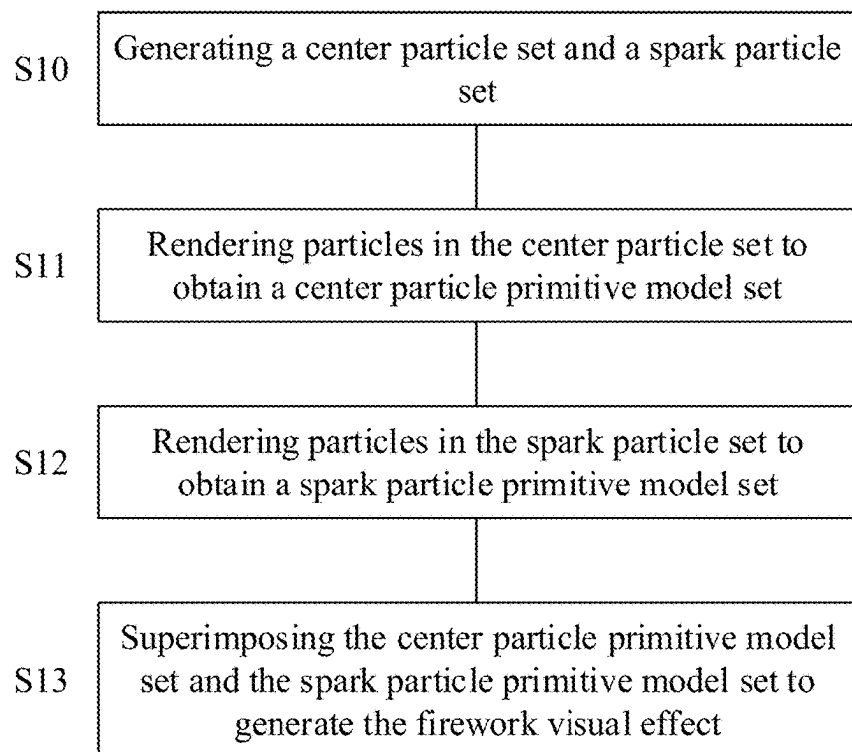 S10
Generating a center particle set and a spark particle
set
S11
Rendering particles in the center particle set to
obtain a center particle primitive model set
S12
Rendering particles in the spark particle set to
obtain a spark particle primitive model set
S13
Superimposing the center particle primitive model
set and the spark particle primitive model set to
generate the firework visual effect